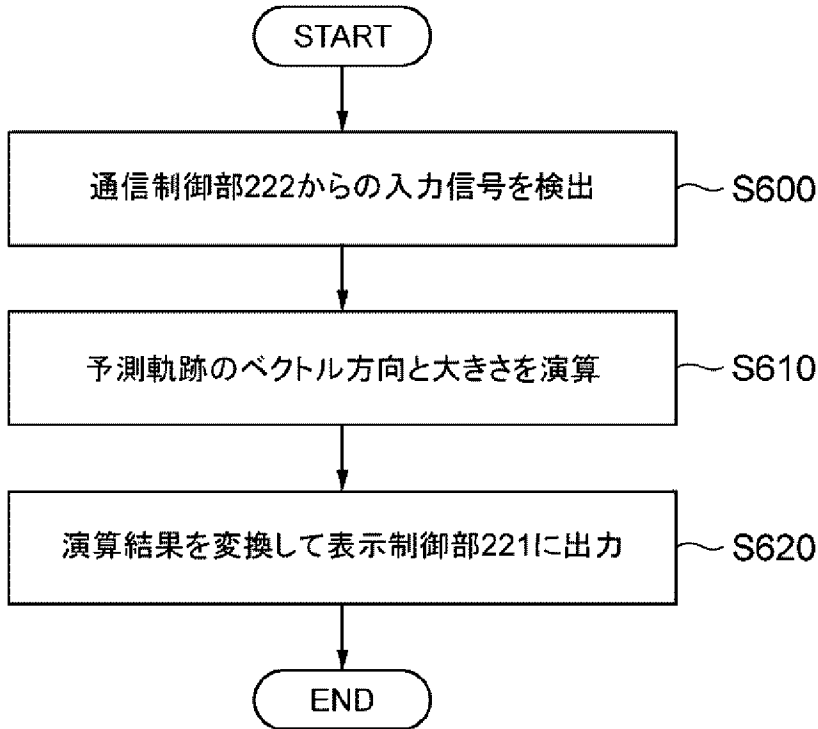 START
通信制御部222からの入力信号を検出
S600
予測軌跡のベクトル方向と大きさを演算
S610
演算結果を変換して表示制御部221に出力
S620
END